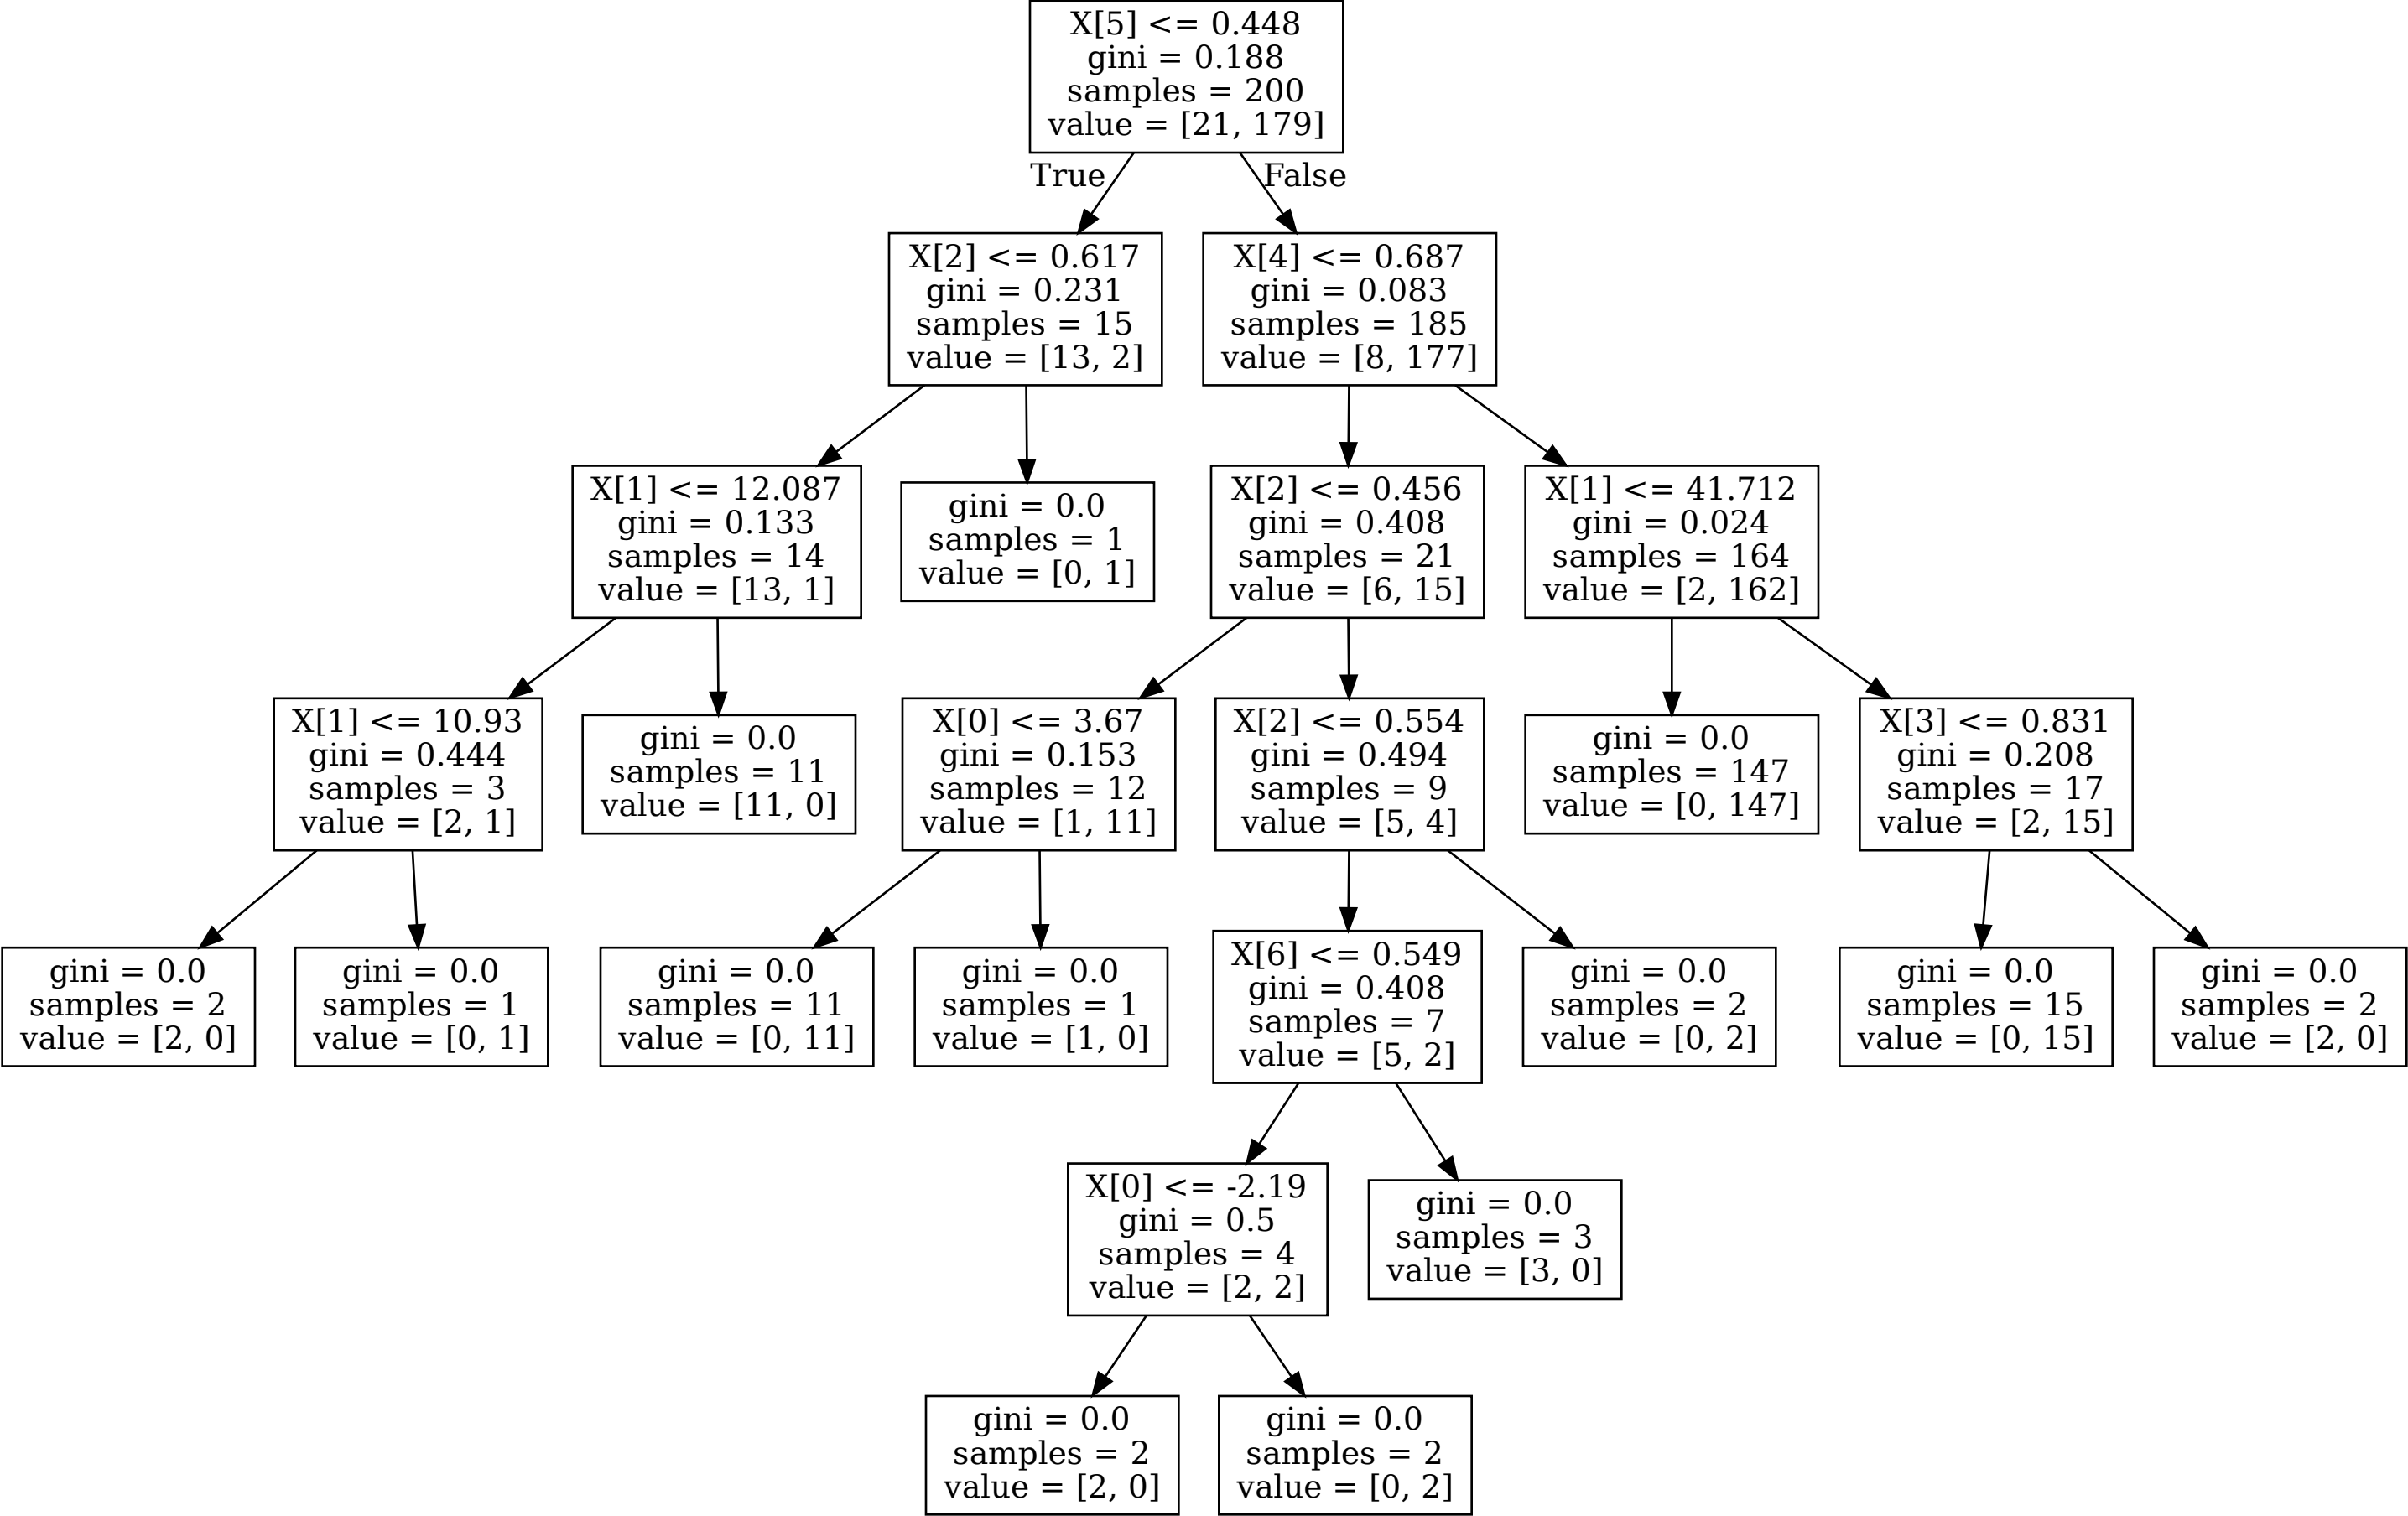 X[5] <= 0.448
gini = 0.188
samples = 200
value = [21, 179]
True
False
X[2] <= 0.617
gini = 0.231
samples = 15
value = [13, 2]
X[4] <= 0.687
gini = 0.083
samples = 185
value = [8, 177]
X[1] <= 12.087
gini = 0.133
samples = 14
value = [13, 1]
gini = 0.0
samples = 1
value = [0, 1]
X[2] <= 0.456
gini = 0.408
samples = 21
value = [6, 15]
X[1] <= 41.712
gini = 0.024
samples = 164
value = [2, 162]
X[1] <= 10.93
gini = 0.444
samples = 3
value = [2, 1]
gini = 0.0
samples = 11
value = [11, 0]
X[0] <= 3.67
gini = 0.153
samples = 12
value = [1, 11]
X[2] <= 0.554
gini = 0.494
samples = 9
value = [5, 4]
gini = 0.0
samples = 147
value = [0, 147]
X[3] <= 0.831
gini = 0.208
samples = 17
value = [2, 15]
gini = 0.0
samples = 2
value = [2, 0]
gini = 0.0
samples = 1
value = [0, 1]
gini = 0.0
samples = 11
value = [0, 11]
gini = 0.0
samples = 1
value = [1, 0]
X[6] <= 0.549
gini = 0.408
samples = 7
value = [5, 2]
gini = 0.0
samples = 2
value = [0, 2]
gini = 0.0
samples = 15
value = [0, 15]
gini = 0.0
samples = 2
value = [2, 0]
X[0] <= -2.19
gini = 0.5
samples = 4
value = [2, 2]
gini = 0.0
samples = 3
value = [3, 0]
gini = 0.0
samples = 2
value = [2, 0]
gini = 0.0
samples = 2
value = [0, 2]